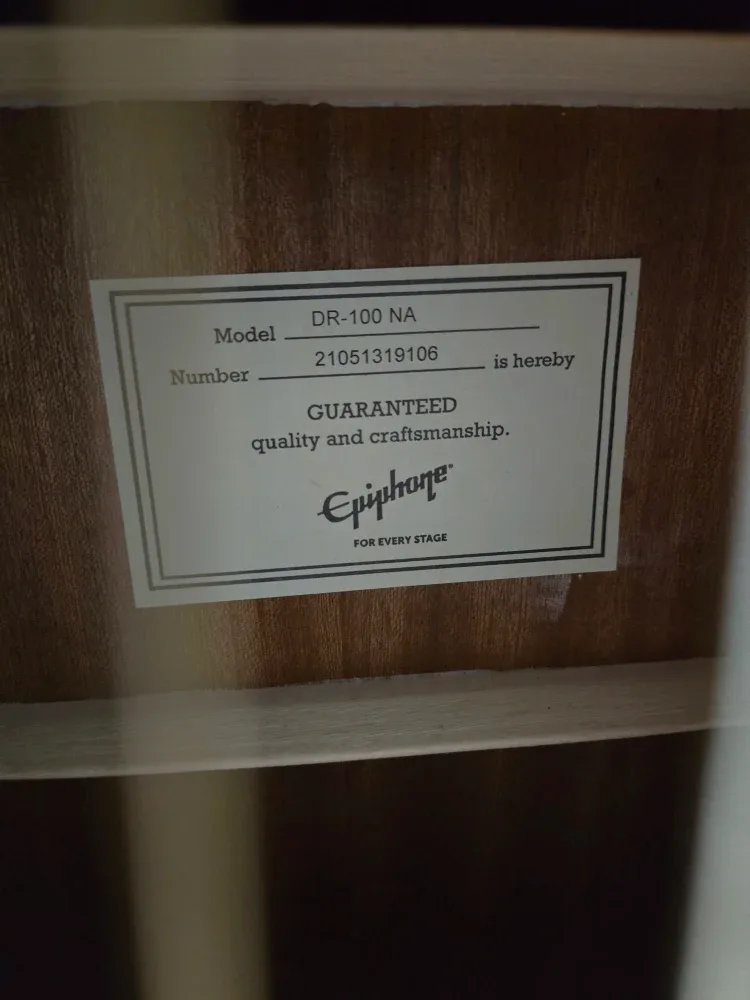 Model DR-100 NA
Number 21051319106 is hereby
GUARANTEED
quality and craftsmanship.
Epiphone
FOR EVERY STAGE